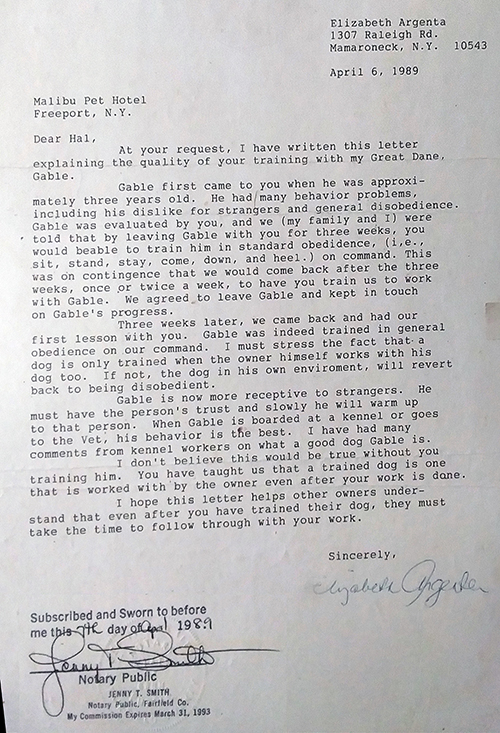 Elizabeth Argenta
1307 Raleigh Rd.
Mamaroneck, N.Y. 10543
April 6, 1989
Malibu Pet Hotel
Freeport, N.Y.
Dear Hal,
At your request, I have written this letter
explaining the quality of your training with my Great Dane,
Gable.
Gable first came to you when he was approxi-
mately three years old. He had many behavior problems,
including his dislike for strangers and general disobedience.
Gable was evaluated by you, and we (my family and I) were
told that by leaving Gable with you for three weeks, you
would beable to train him in standard obedidence, (i,e.,
sit, stand, stay, come, down, and heel.) on command. This
was on contingence that we would come back after the three
weeks, once or twice a week, to have you train us to work
with Gable. We agreed to leave Gable and kept in touch
on Gable's progress.
Three weeks later, we came back and had our
first lesson with you. Gable was indeed trained in general
obedience on our command. I must stress the fact that a
dog is only trained when the owner himself works with his
dog too. If not, the dog in his own enviroment, will revert
back to being disobedient.
Gable is now more receptive to strangers. He
must have the person's trust and slowly he will warm up
to that person. When Gable is boarded at a kennel or goes
to the Vet, his behavior is the best. I have had many
comments from kennel workers on what a good dog Gable is.
I don't believe this would be true without you
training him. You have taught us that a trained dog is one
that is worked with by the owner even after your work is done.
I hope this letter helps other owners under-
stand that even after you have trained their dog, they must
take the time to follow through with your work.
Sincerely,
Elizabeth Argenta
Subscribed and Sworn to before
me this 7th day of April 1989
Jenny T. Smith
Notary Public
JENNY T. SMITH
Notary Public, Fairfield Co.
My Commission Expires March 31, 1993